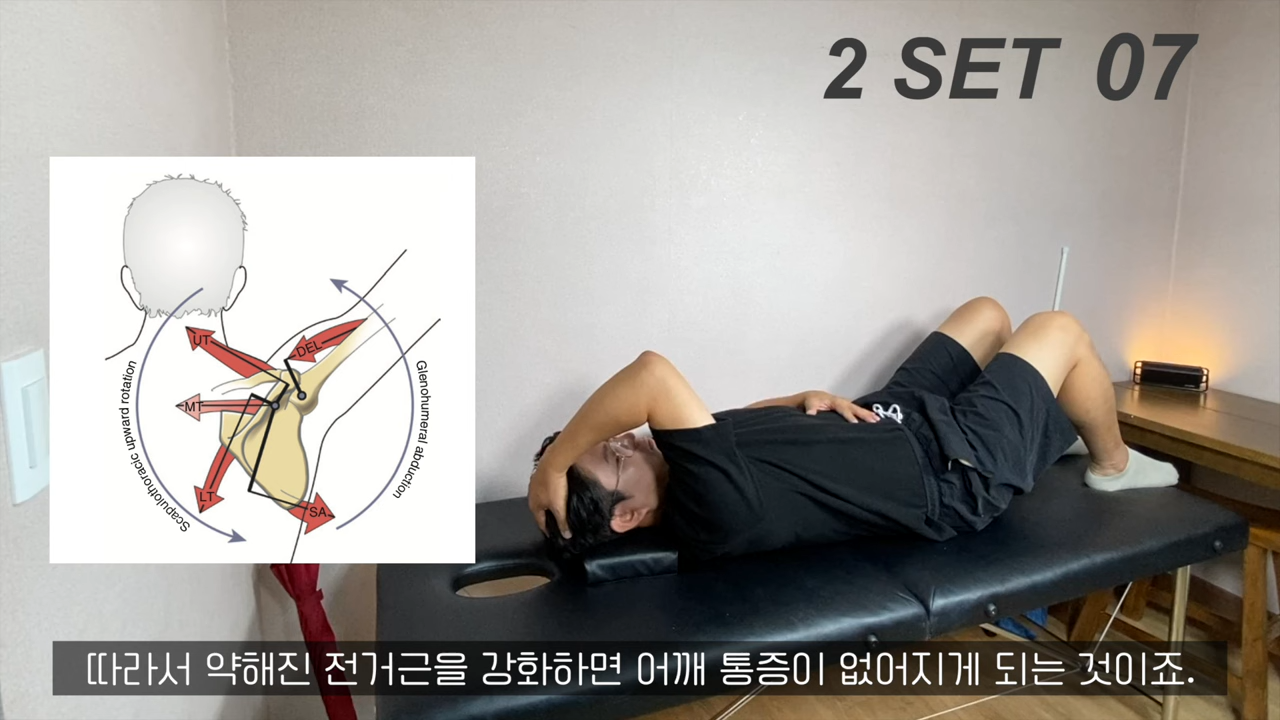 2 SET 07
UT
DEL
MT
LT
SA
Scapulothoracic upward rotation
Glenohumeral abduction
따라서 약해진 전거근을 강화하면 어깨 통증이 없어지게 되는 것이죠.